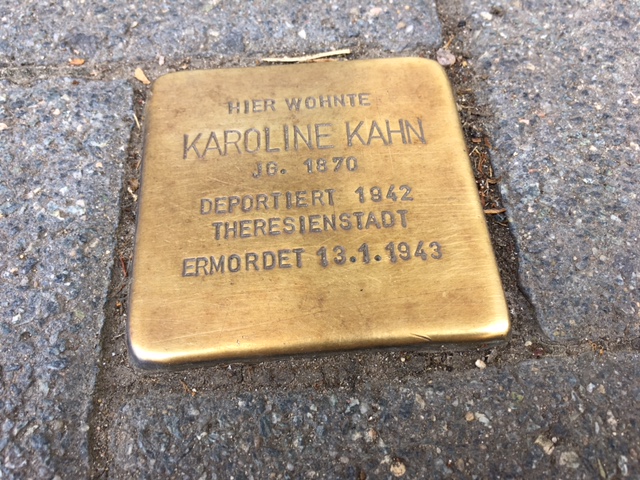 HIER WOHNTE
KAROLINE KAHN
JG. 1870
DEPORTIERT 1942
THERESIENSTADT
ERMORDET 13.1.1943